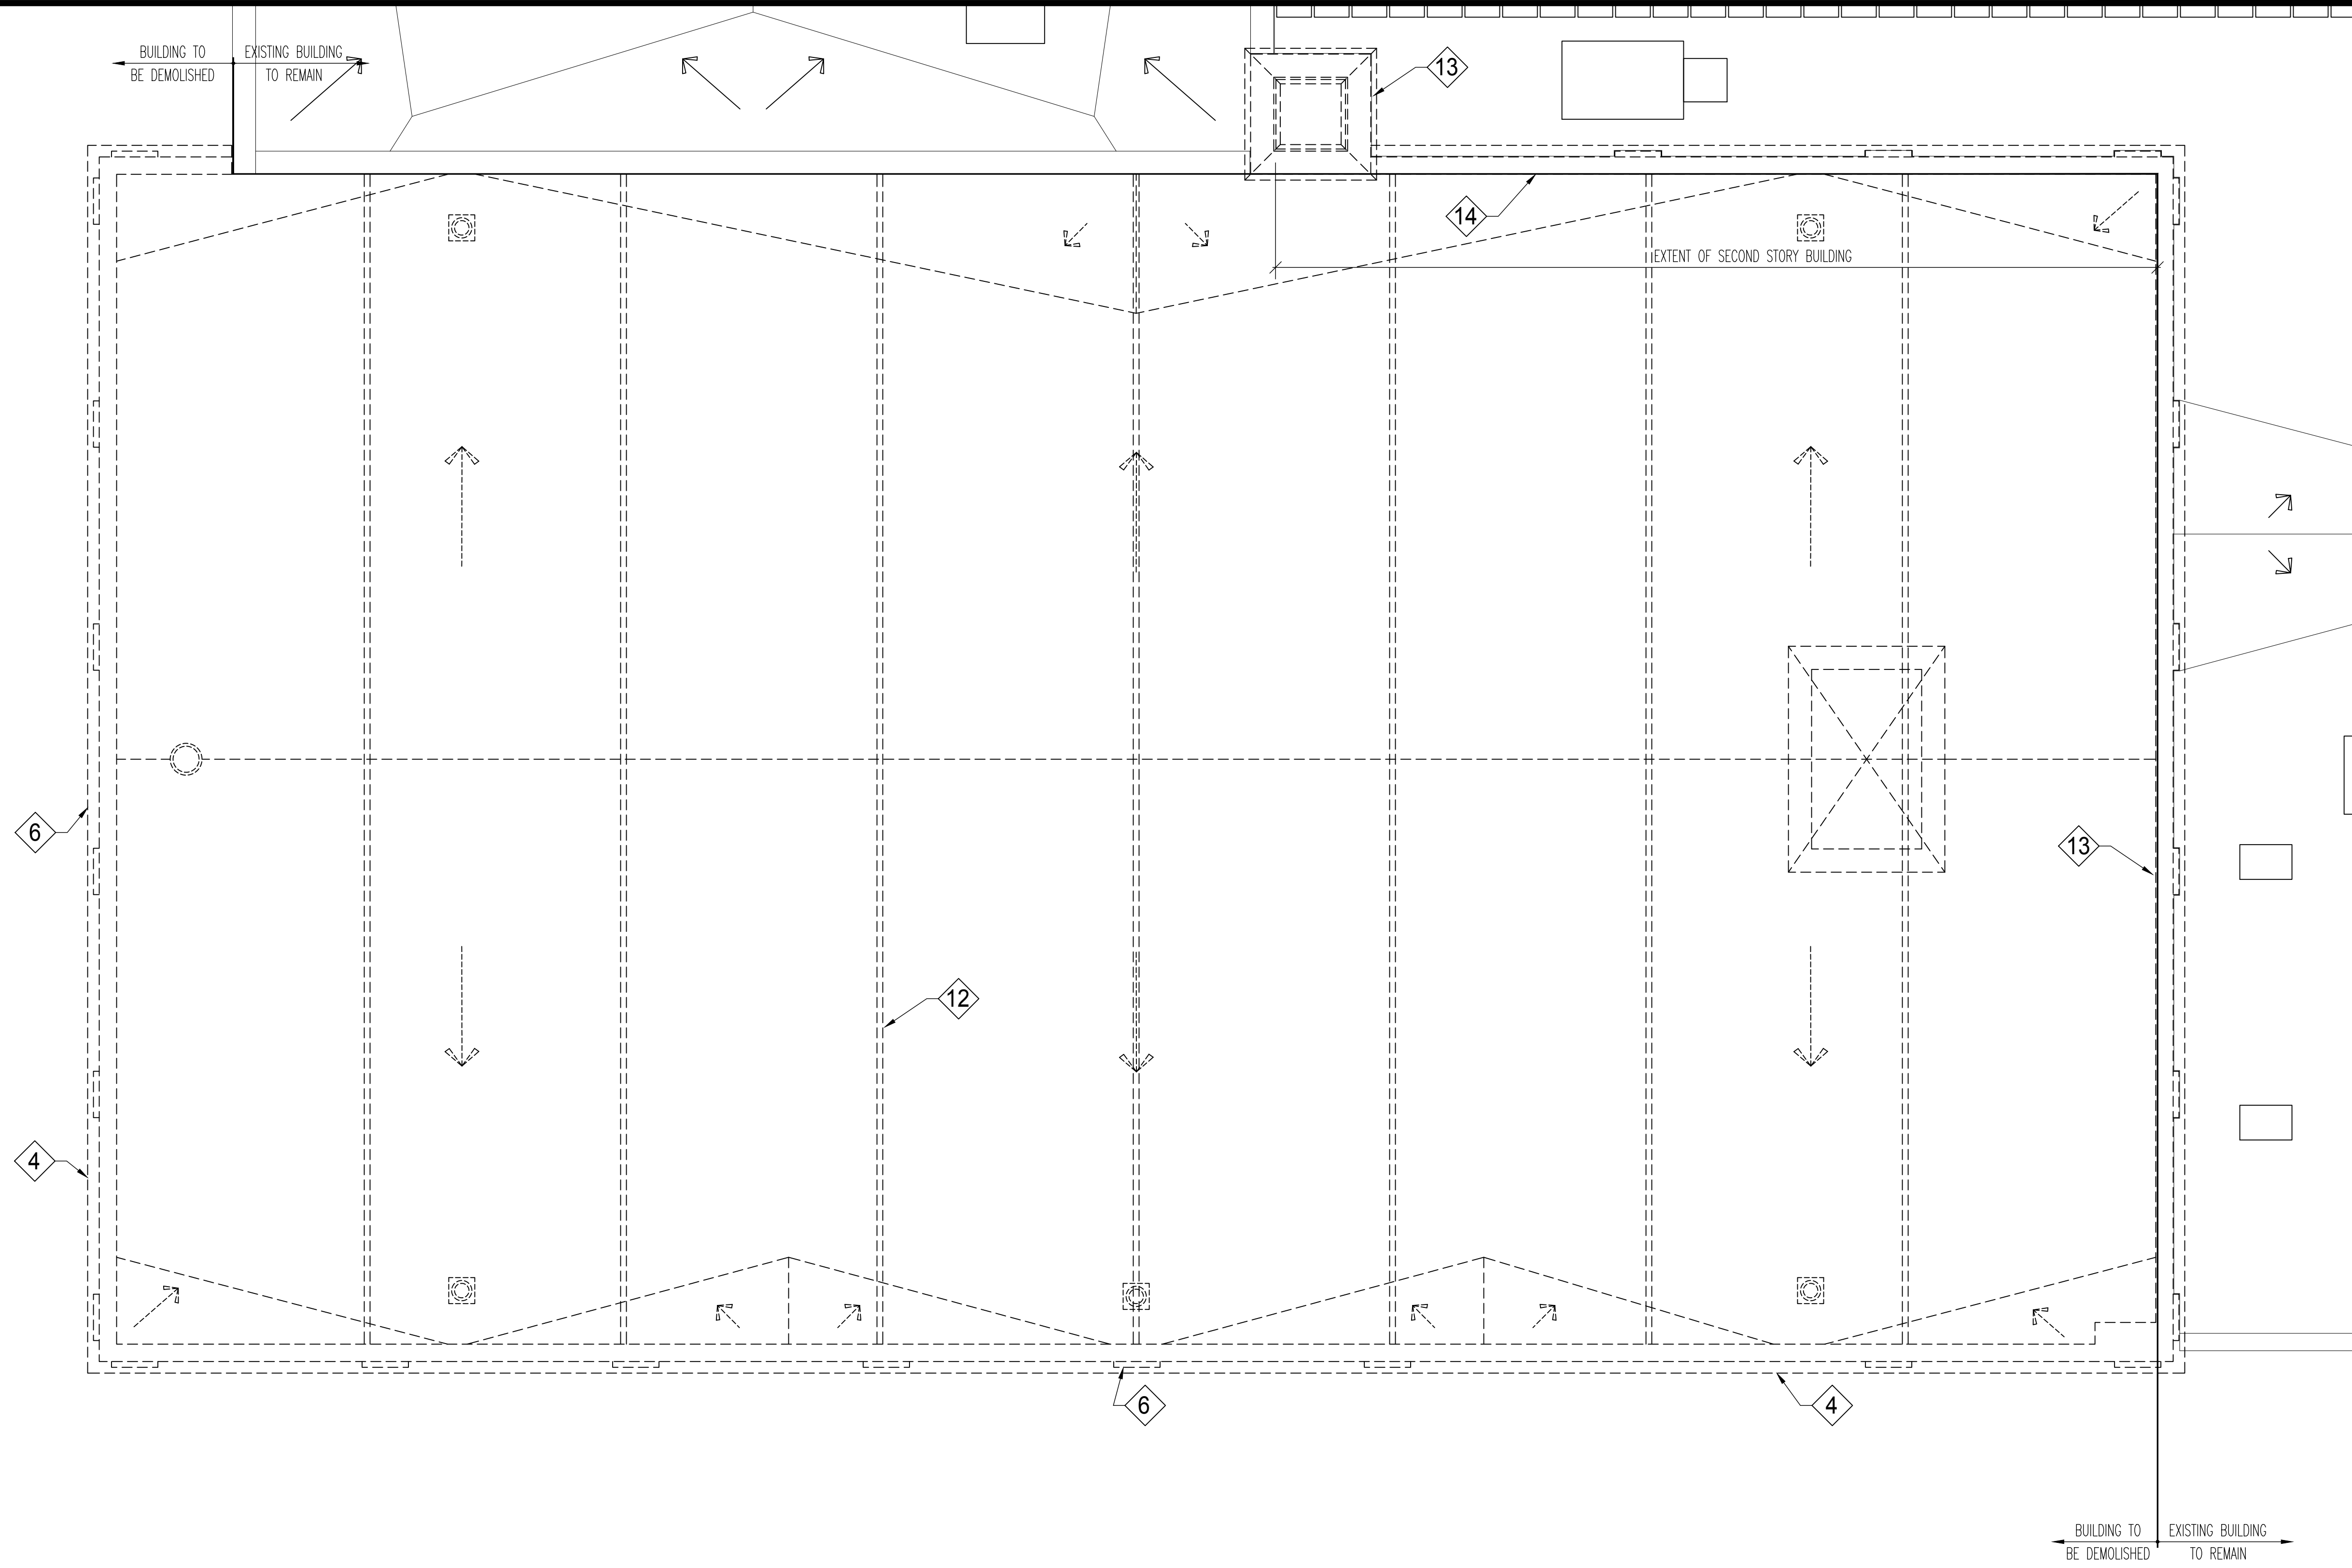 BUILDING TO EXISTING BUILDING
BE DEMOLISHED TO REMAIN
13
14
EXTENT OF SECOND STORY BUILDING
6
13
12
4
6
4
BUILDING TO EXISTING BUILDING
BE DEMOLISHED TO REMAIN